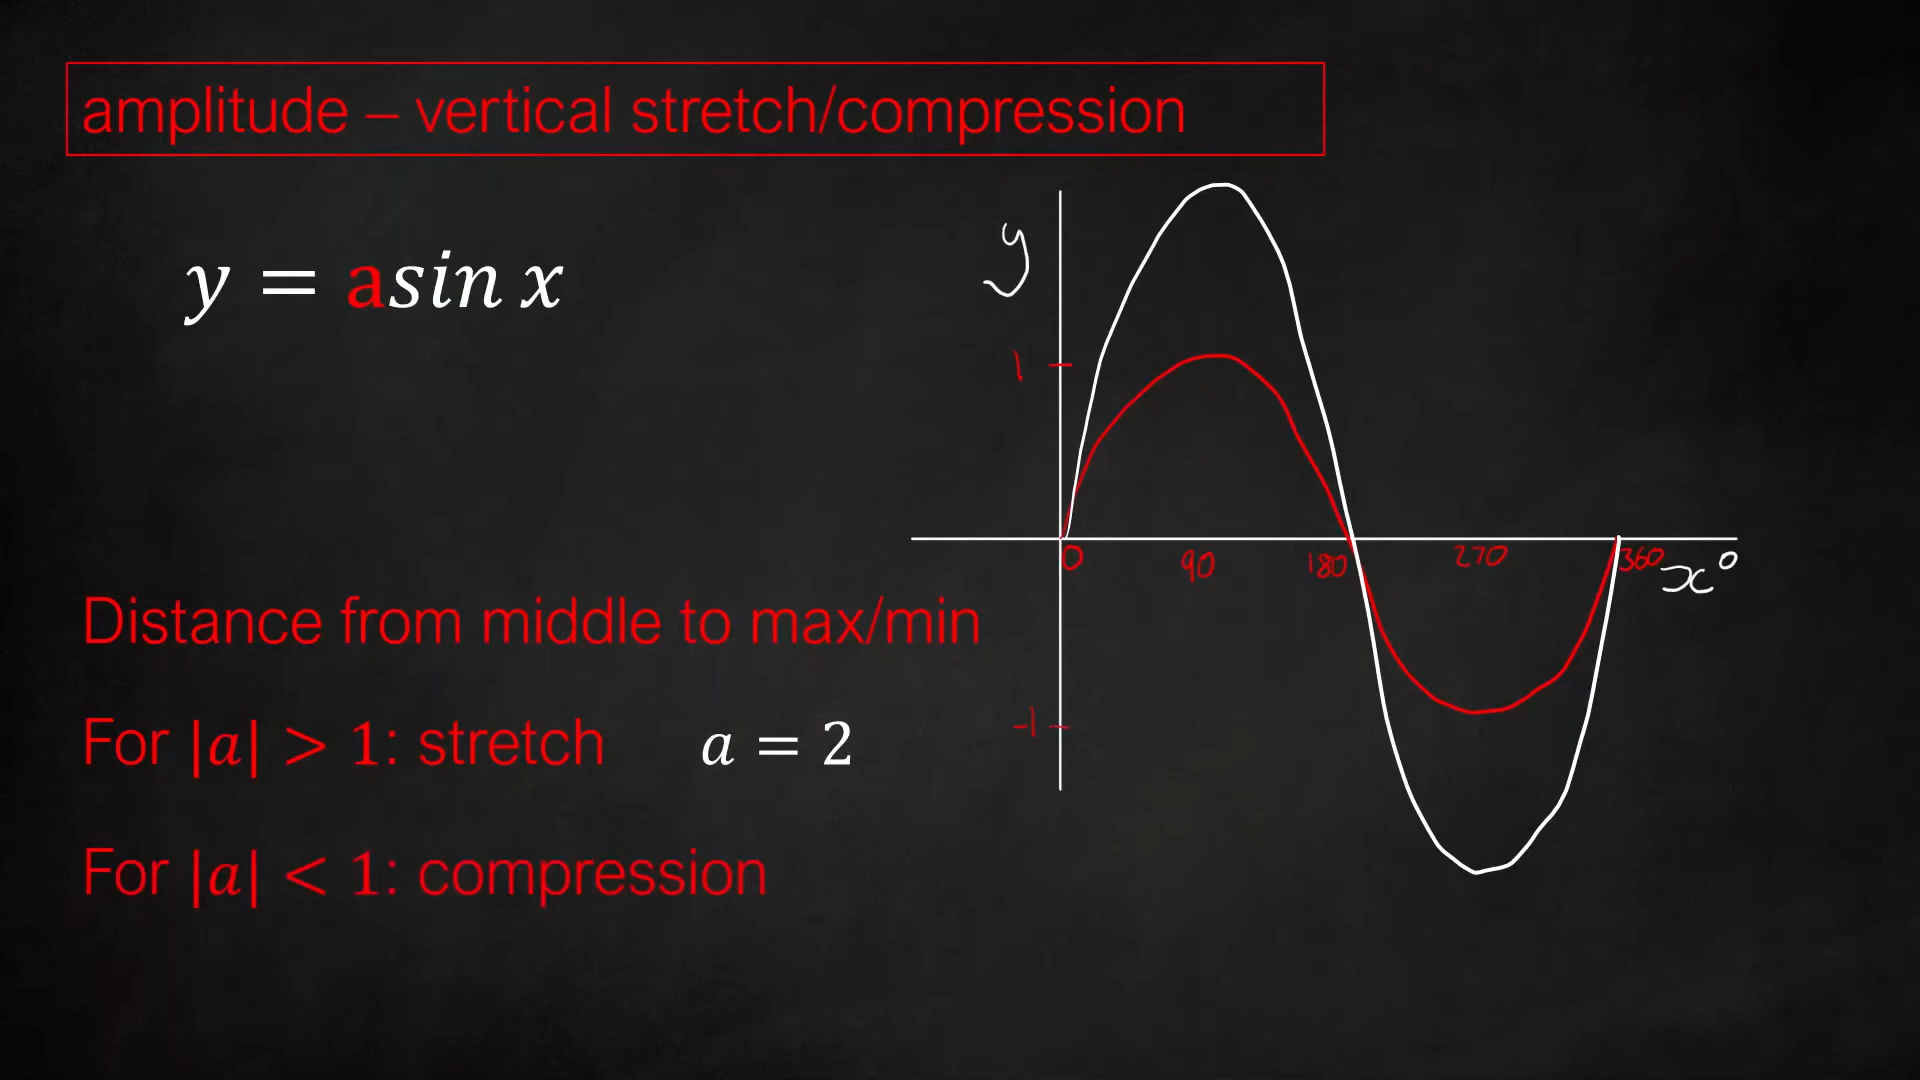 amplitude – vertical stretch/compression
y = asin x
y
1
0 90 180 270 360 x°
Distance from middle to max/min
-1
For |a| > 1: stretch a = 2
For |a| < 1: compression